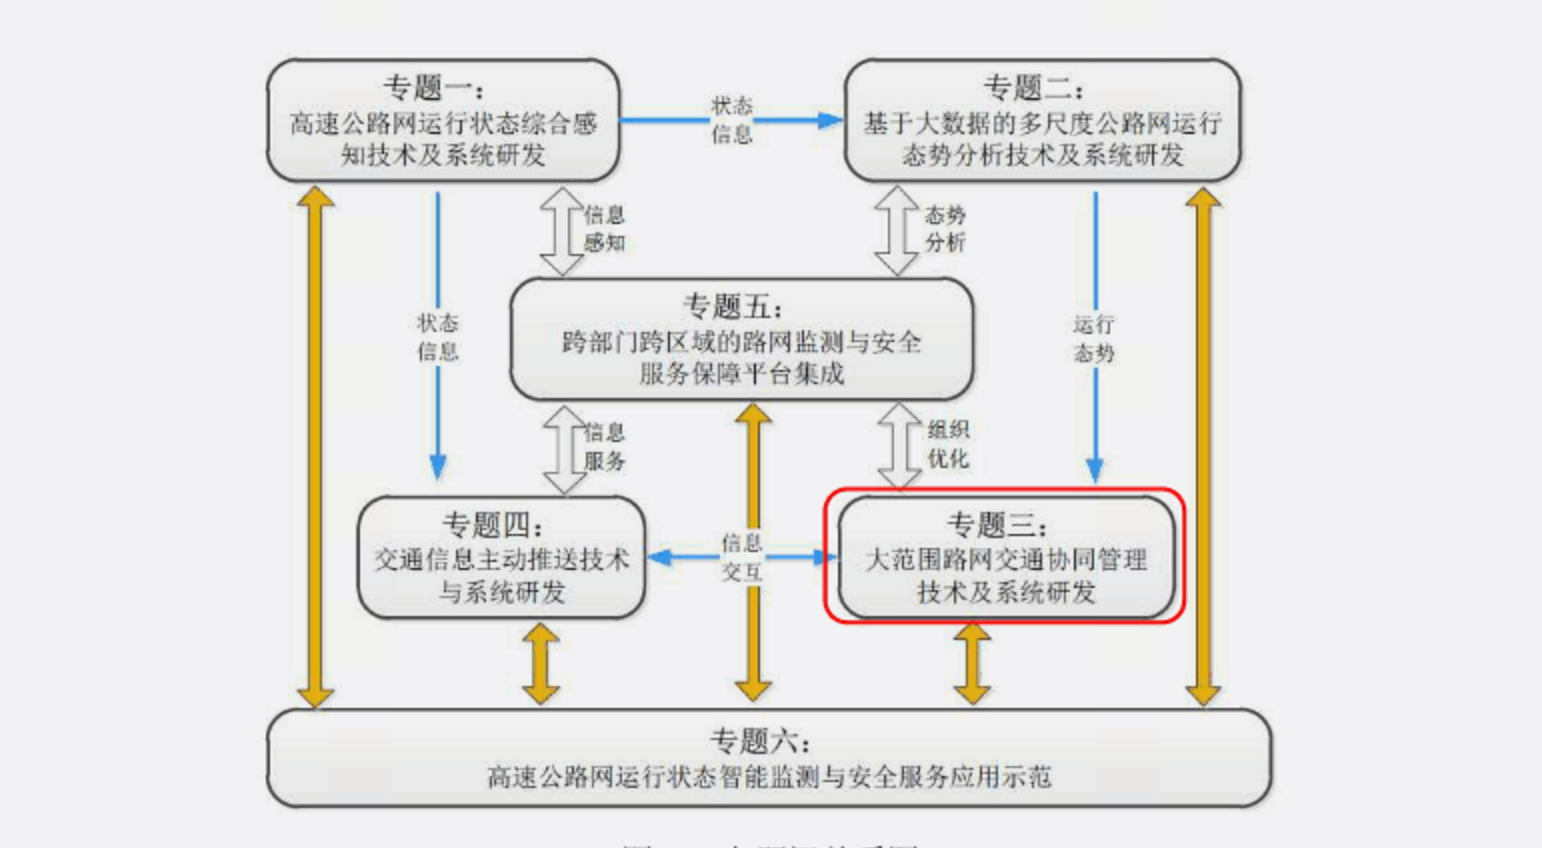 专题一：
高速公路网运行状态综合感
知技术及系统研发
状态
信息
专题二：
基于大数据的多尺度公路网运行
态势分析技术及系统研发
信息
感知
态势
分析
专题五：
跨部门跨区域的路网监测与安全
服务保障平台集成
状态
信息
运行
态势
信息
服务
组织
优化
专题四：
交通信息主动推送技术
与系统研发
信息
交互
专题三：
大范围路网交通协同管理
技术及系统研发
专题六：
高速公路网运行状态智能监测与安全服务应用示范